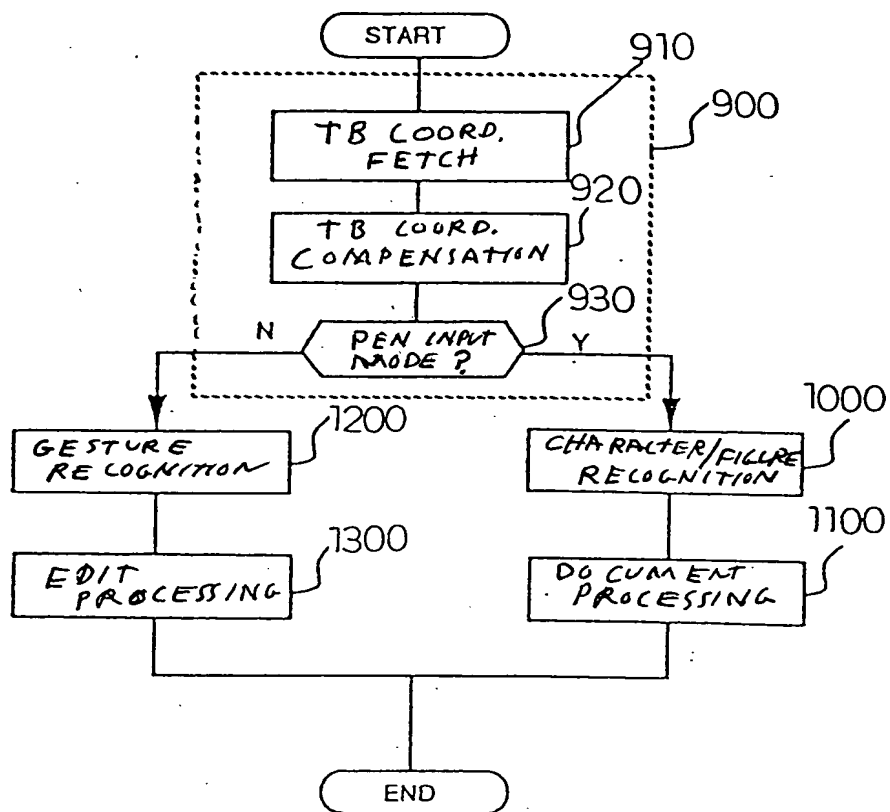 START
910
900
TB COORD.
FETCH
920
TB COORD.
COMPENSATION
930
N
PEN INPUT
MODE?
Y
1200
1000
GESTURE
RECOGNITION
CHARACTER/FIGURE
RECOGNITION
1300
1100
EDIT
PROCESSING
DOCUMENT
PROCESSING
END